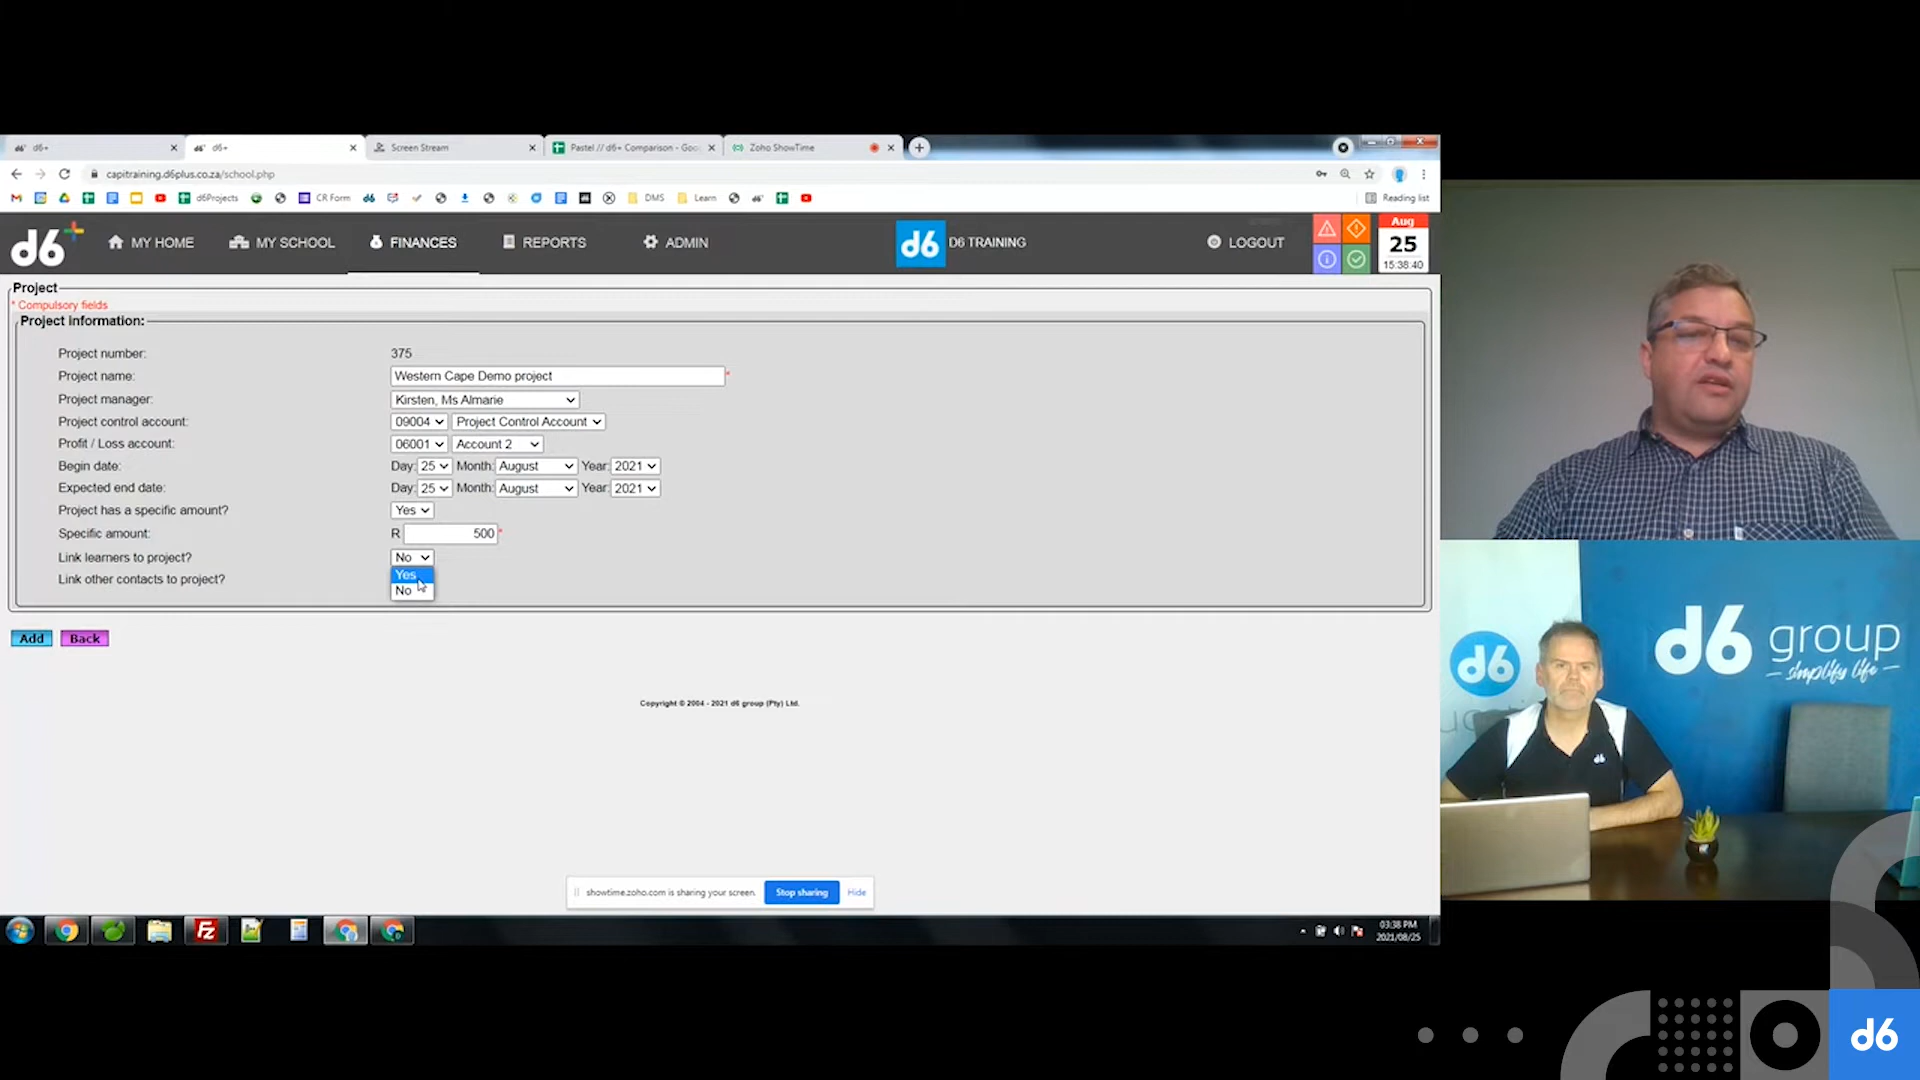 d6+
d6+
Screen Stream
Pastel // d6+ Comparison - Goo
Zoho ShowTime
capitraining.d6plus.co.za/school.php
d6Projects
CR Form
DMS
Learn
Reading list
d6+
MY HOME
MY SCHOOL
FINANCES
REPORTS
ADMIN
d6
D6 TRAINING
LOGOUT
Aug
25
15:38:40
Project
* Compulsory fields
Project information:
Project number: 375
Project name: Western Cape Demo project *
Project manager: Kirsten, Ms Almarie
Project control account: 09004 Project Control Account
Profit / Loss account: 06001 Account 2
Begin date: Day: 25 Month: August Year: 2021
Expected end date: Day: 25 Month: August Year: 2021
Project has a specific amount? Yes
Specific amount: R 500 *
Link learners to project? No
Yes
Link other contacts to project?
No
Add Back
Copyright © 2004 - 2021 d6 group (Pty) Ltd.
showtime.zoho.com is sharing your screen. Stop sharing Hide
03:38 PM
2021/08/25
d6 group
simplify life
d6
d6
d6